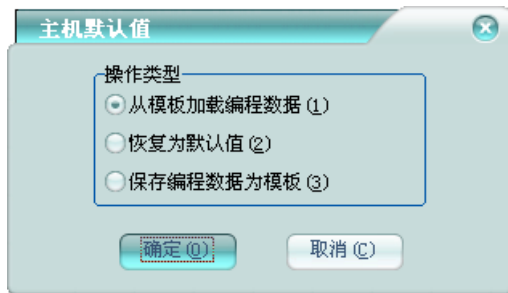 主机默认值
操作类型
从模板加载编程数据(1)
恢复为默认值(2)
保存编程数据为模板(3)
确定(O)
取消(C)